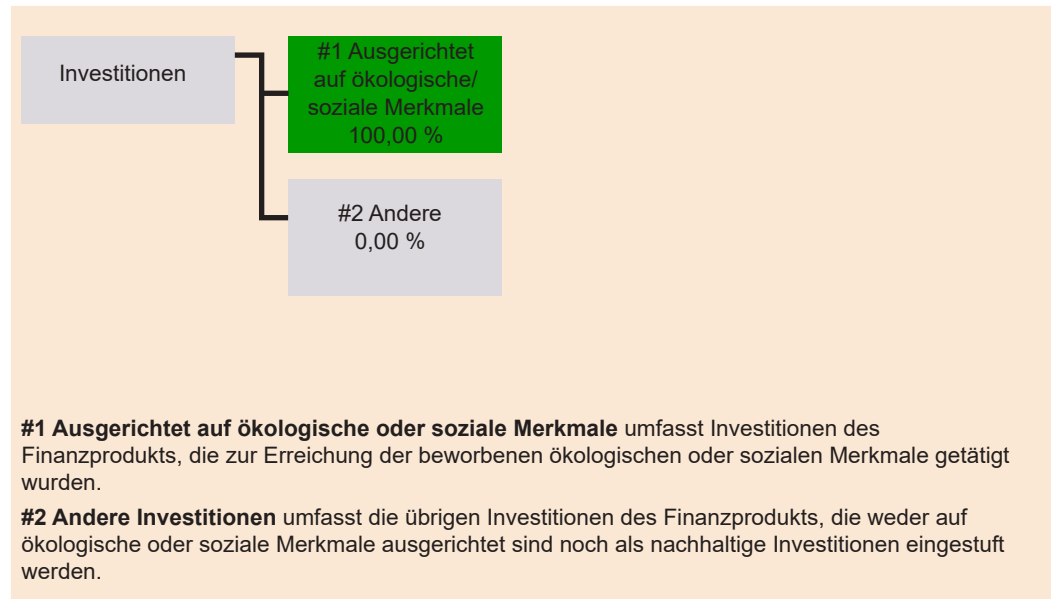 Investitionen
#1 Ausgerichtet
auf ökologische/
soziale Merkmale
100,00 %
#2 Andere
0,00 %
#1 Ausgerichtet auf ökologische oder soziale Merkmale umfasst Investitionen des
Finanzprodukts, die zur Erreichung der beworbenen ökologischen oder sozialen Merkmale getätigt
wurden.
#2 Andere Investitionen umfasst die übrigen Investitionen des Finanzprodukts, die weder auf
ökologische oder soziale Merkmale ausgerichtet sind noch als nachhaltige Investitionen eingestuft
werden.